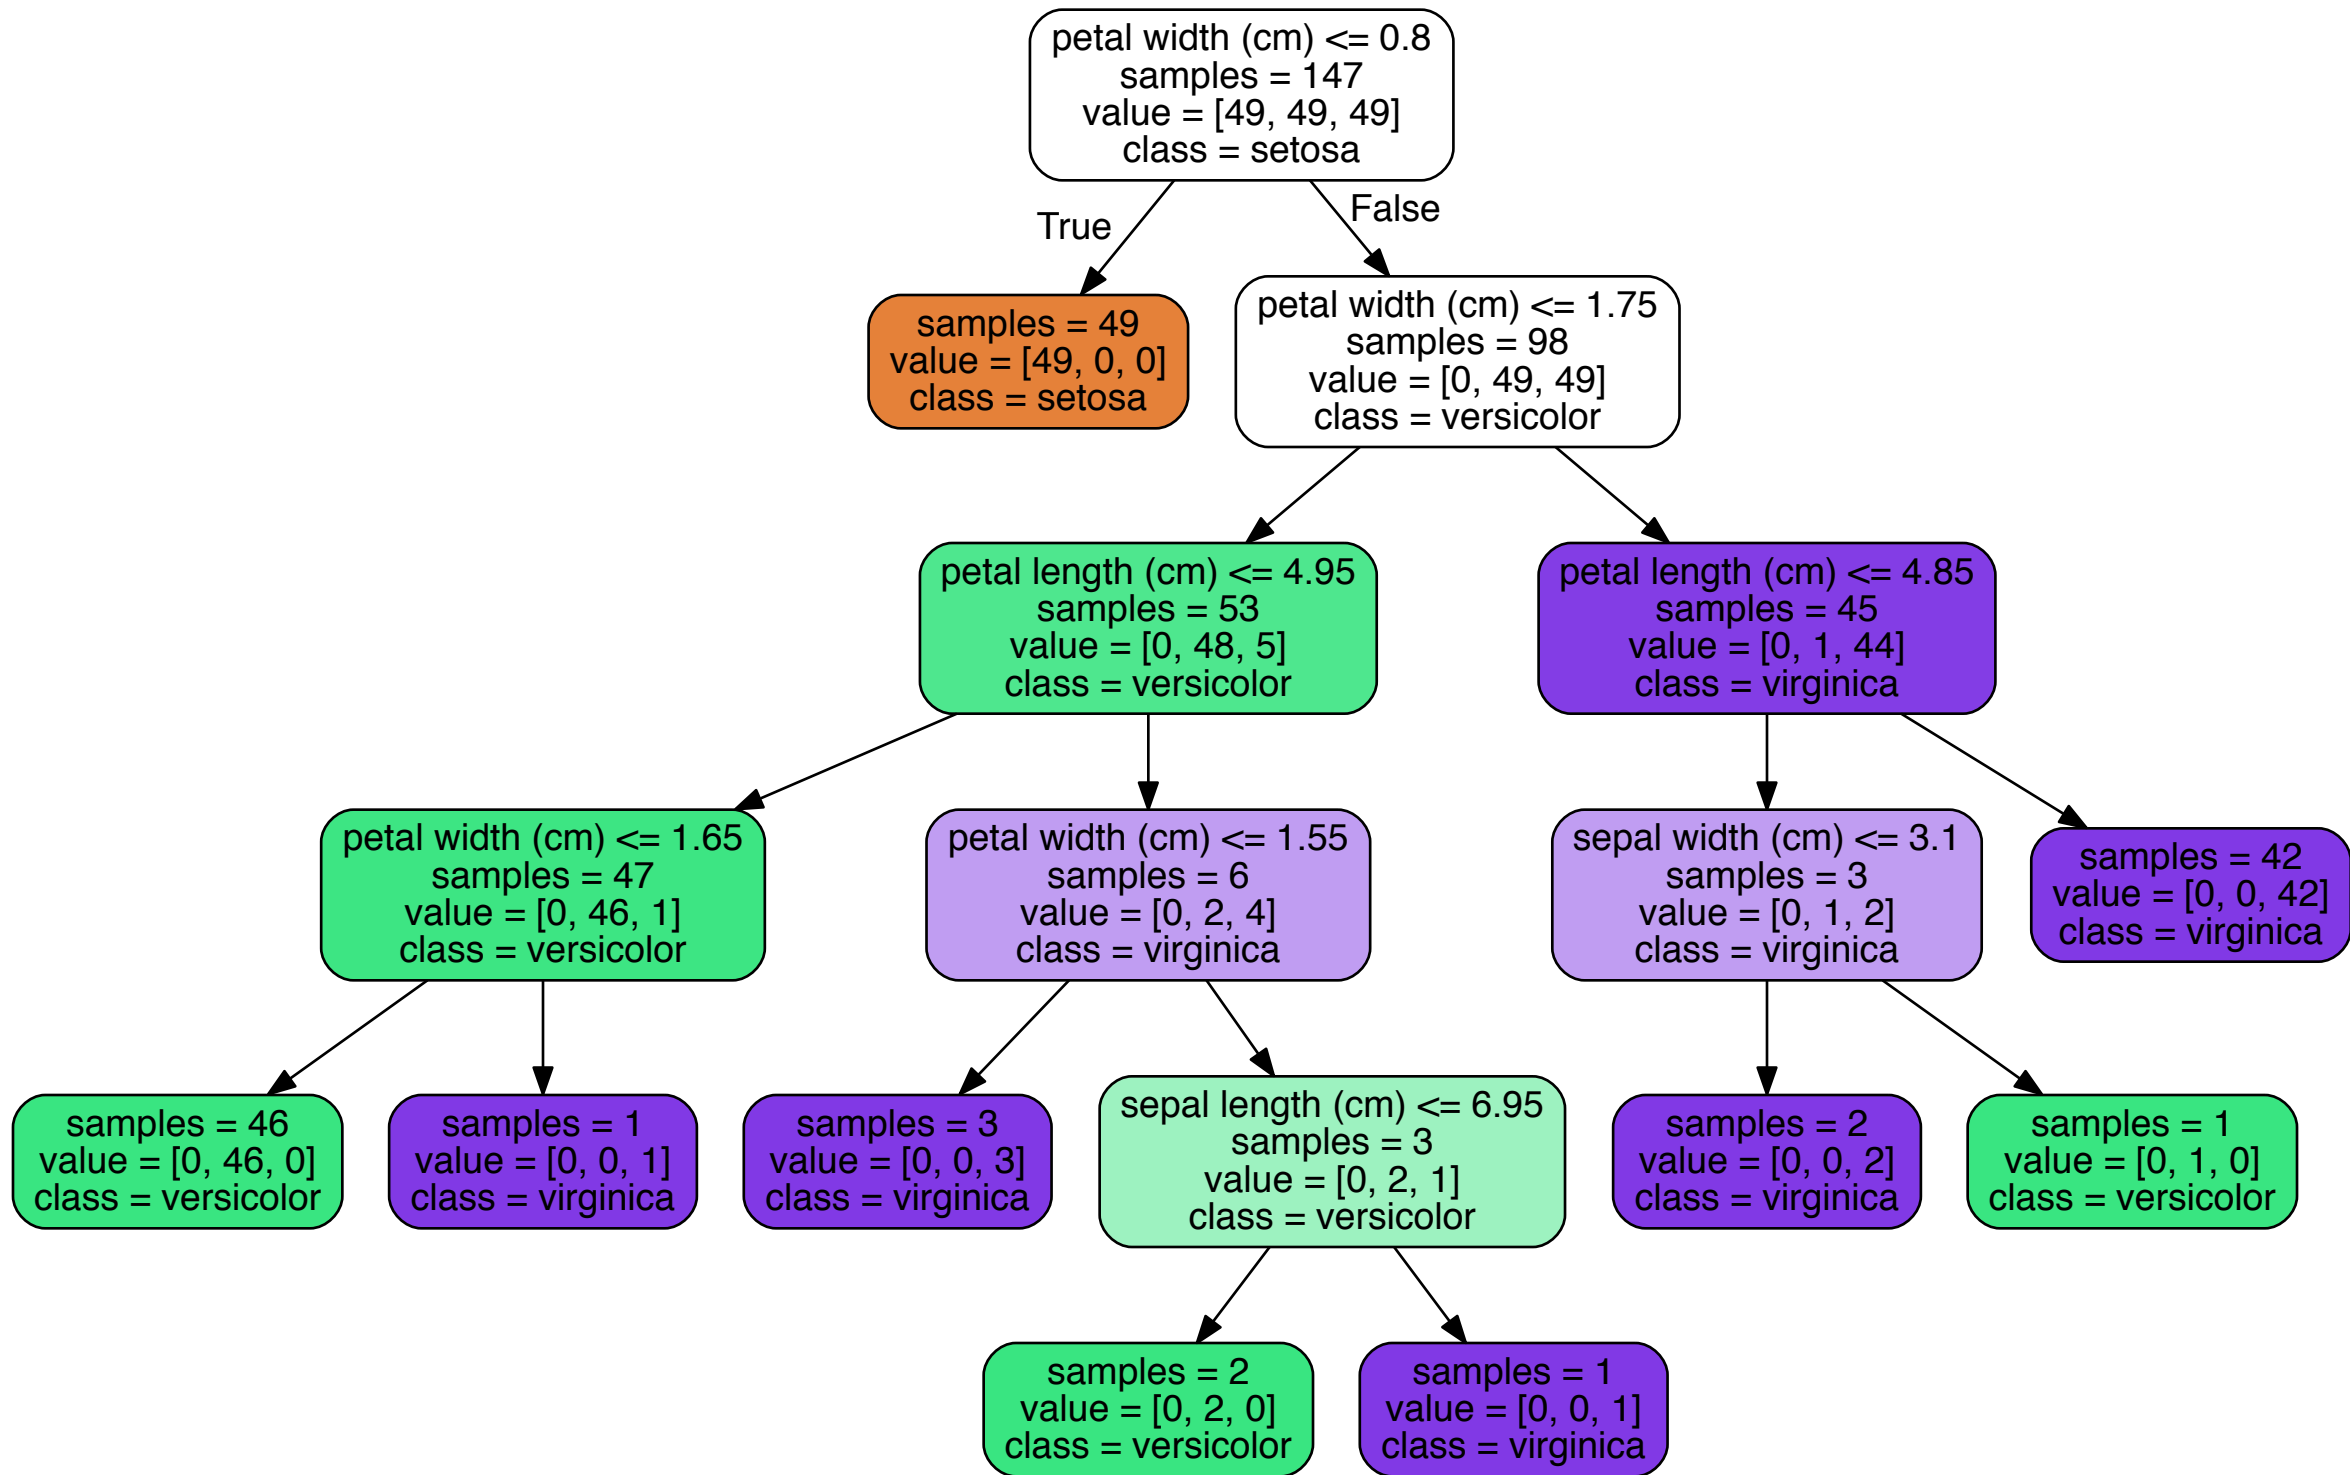 petal width (cm) <= 0.8
samples = 147
value = [49, 49, 49]
class = setosa
True
False
samples = 49
value = [49, 0, 0]
class = setosa
petal width (cm) <= 1.75
samples = 98
value = [0, 49, 49]
class = versicolor
petal length (cm) <= 4.95
samples = 53
value = [0, 48, 5]
class = versicolor
petal length (cm) <= 4.85
samples = 45
value = [0, 1, 44]
class = virginica
petal width (cm) <= 1.65
samples = 47
value = [0, 46, 1]
class = versicolor
petal width (cm) <= 1.55
samples = 6
value = [0, 2, 4]
class = virginica
sepal width (cm) <= 3.1
samples = 3
value = [0, 1, 2]
class = virginica
samples = 42
value = [0, 0, 42]
class = virginica
samples = 46
value = [0, 46, 0]
class = versicolor
samples = 1
value = [0, 0, 1]
class = virginica
samples = 3
value = [0, 0, 3]
class = virginica
sepal length (cm) <= 6.95
samples = 3
value = [0, 2, 1]
class = versicolor
samples = 2
value = [0, 0, 2]
class = virginica
samples = 1
value = [0, 1, 0]
class = versicolor
samples = 2
value = [0, 2, 0]
class = versicolor
samples = 1
value = [0, 0, 1]
class = virginica